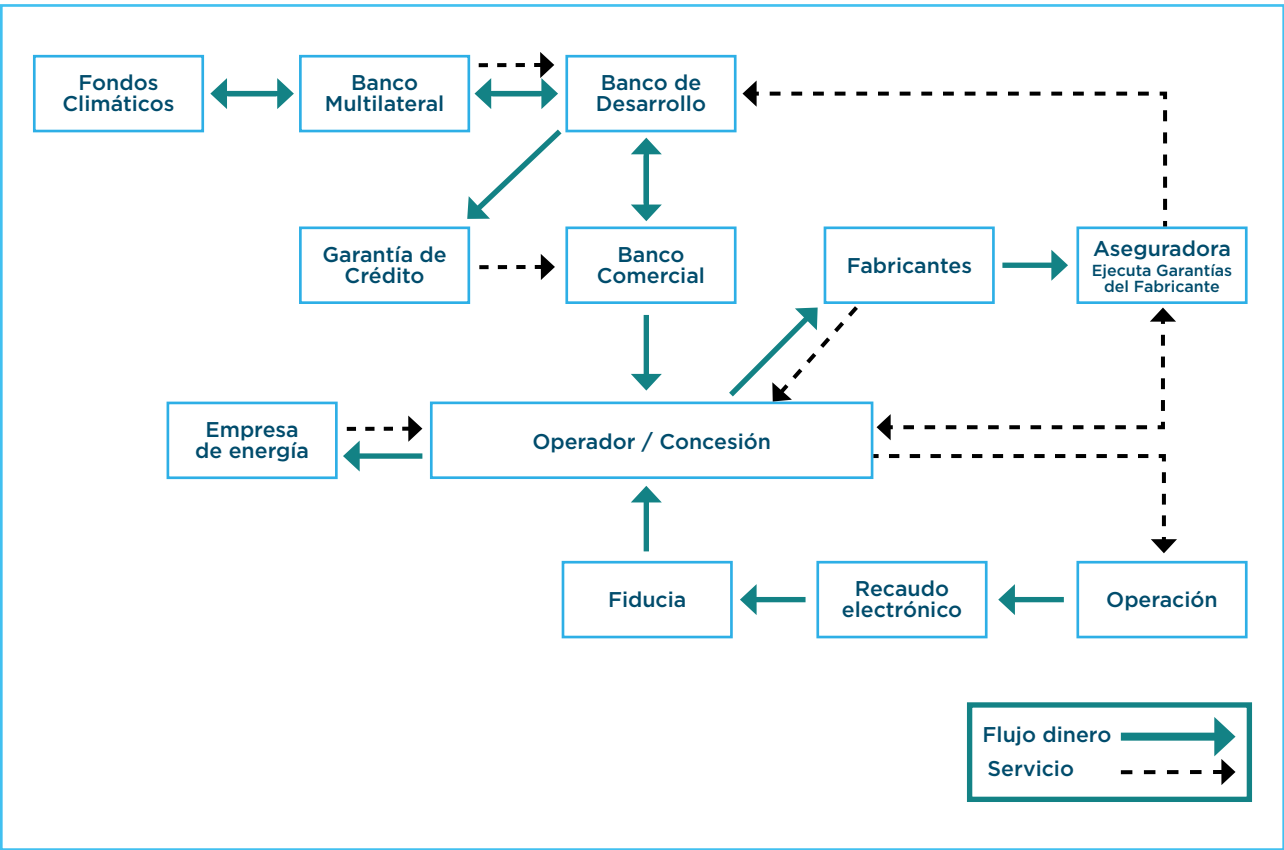 Fondos
Climáticos
Banco
Multilateral
Banco de
Desarrollo
Garantía de
Crédito
Banco
Comercial
Fabricantes
Aseguradora
Ejecuta Garantías
del Fabricante
Empresa
de energía
Operador / Concesión
Fiducia
Recaudo
electrónico
Operación
Flujo dinero
Servicio